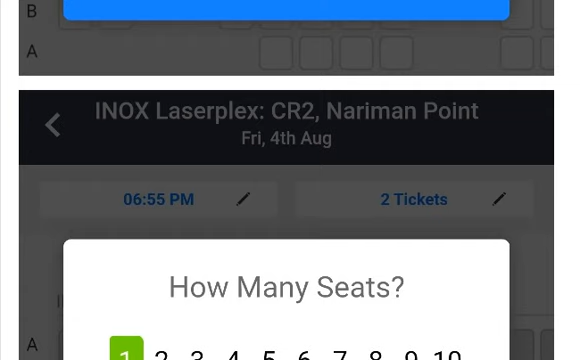 B
A
INOX Laserplex: CR2, Nariman Point
Fri, 4th Aug
06:55 PM
2 Tickets
How Many Seats?
A
1 2 3 4 5 6 7 8 9 10